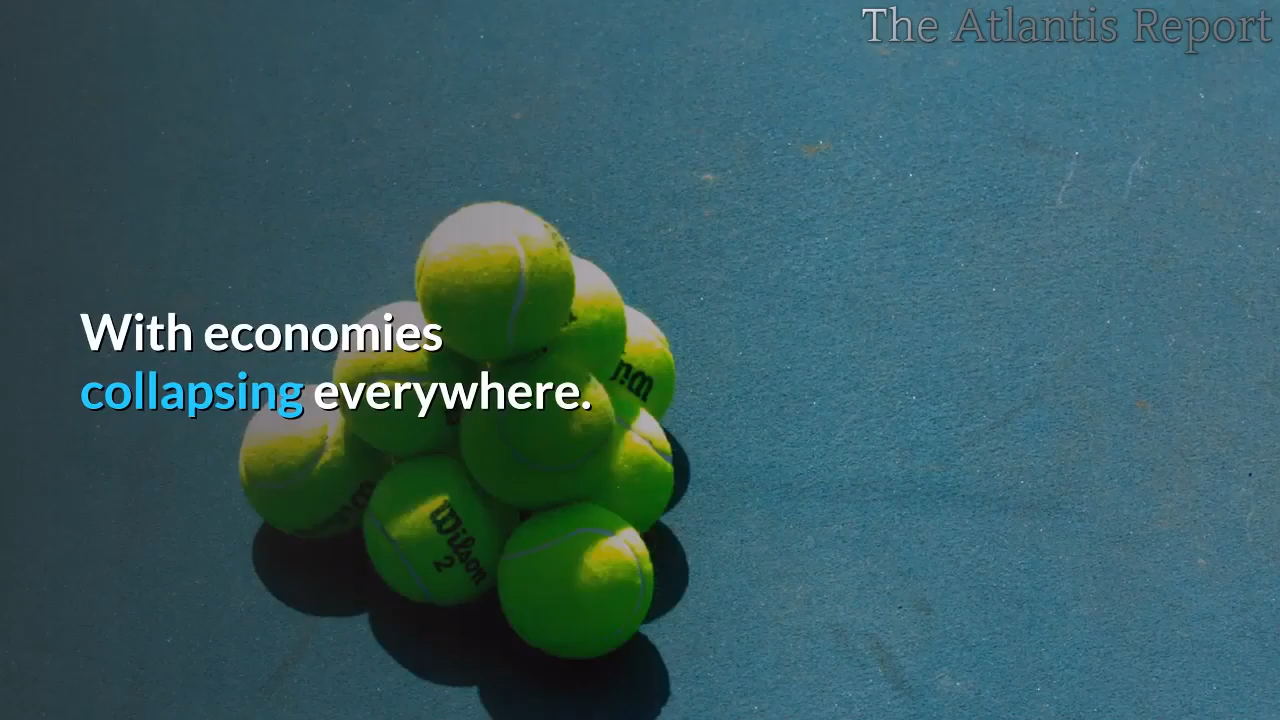 The Atlantis Report
With economies
collapsing everywhere.
Wilson
2